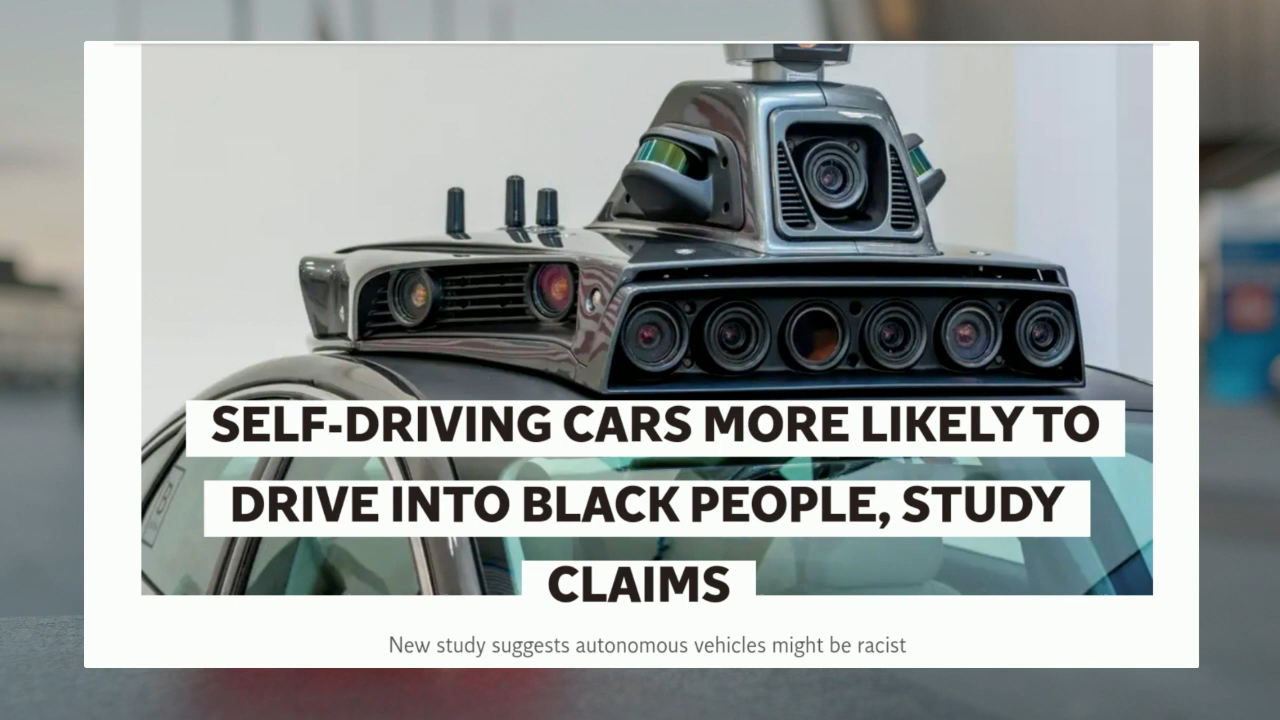 SELF-DRIVING CARS MORE LIKELY TO
DRIVE INTO BLACK PEOPLE, STUDY
CLAIMS
New study suggests autonomous vehicles might be racist